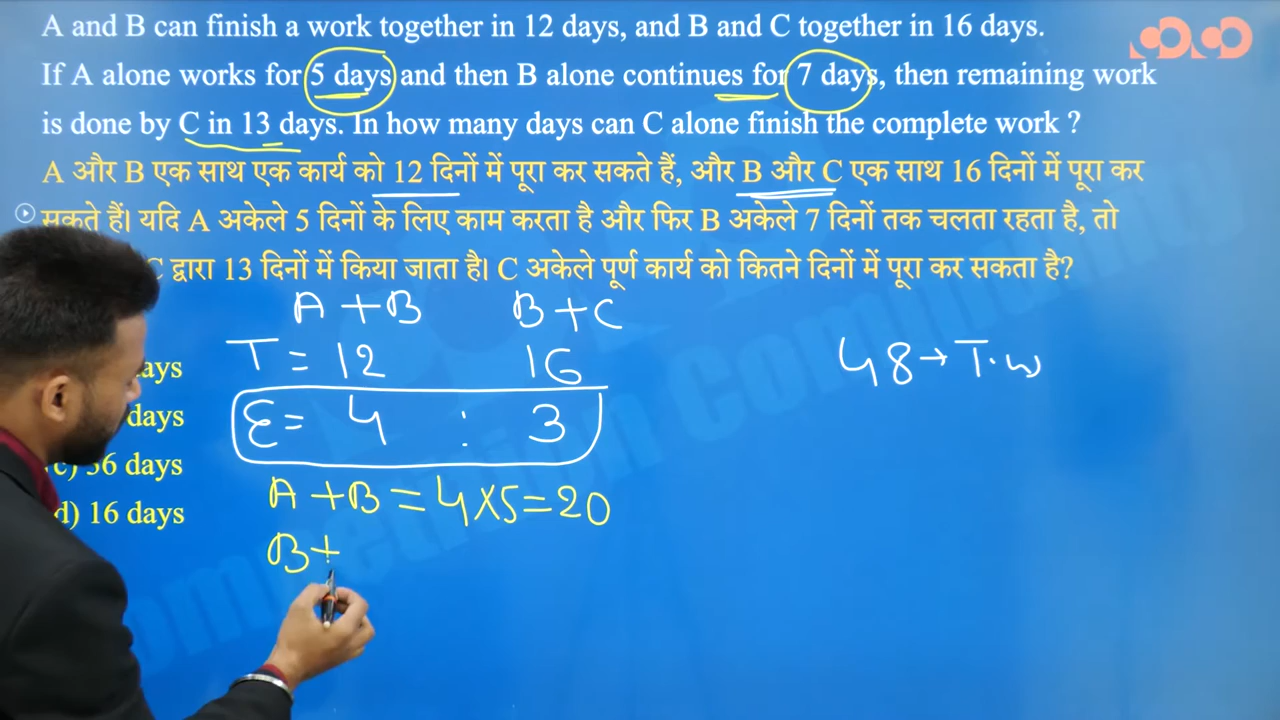 A and B can finish a work together in 12 days, and B and C together in 16 days.
If A alone works for 5 days and then B alone continues for 7 days, then remaining work
is done by C in 13 days. In how many days can C alone finish the complete work ?
A और B एक साथ एक कार्य को 12 दिनों में पूरा कर सकते हैं, और B और C एक साथ 16 दिनों में पूरा कर
सकते हैं। यदि A अकेले 5 दिनों के लिए काम करता है और फिर B अकेले 7 दिनों तक चलता रहता है, तो
C द्वारा 13 दिनों में किया जाता है। C अकेले पूर्ण कार्य को कितने दिनों में पूरा कर सकता है?
A + B B + C
T = 12 16 48 → T.W
days
E = 4 : 3
days
c) 36 days
A + B = 4 × 5 = 20
d) 16 days
B +
Competition Community